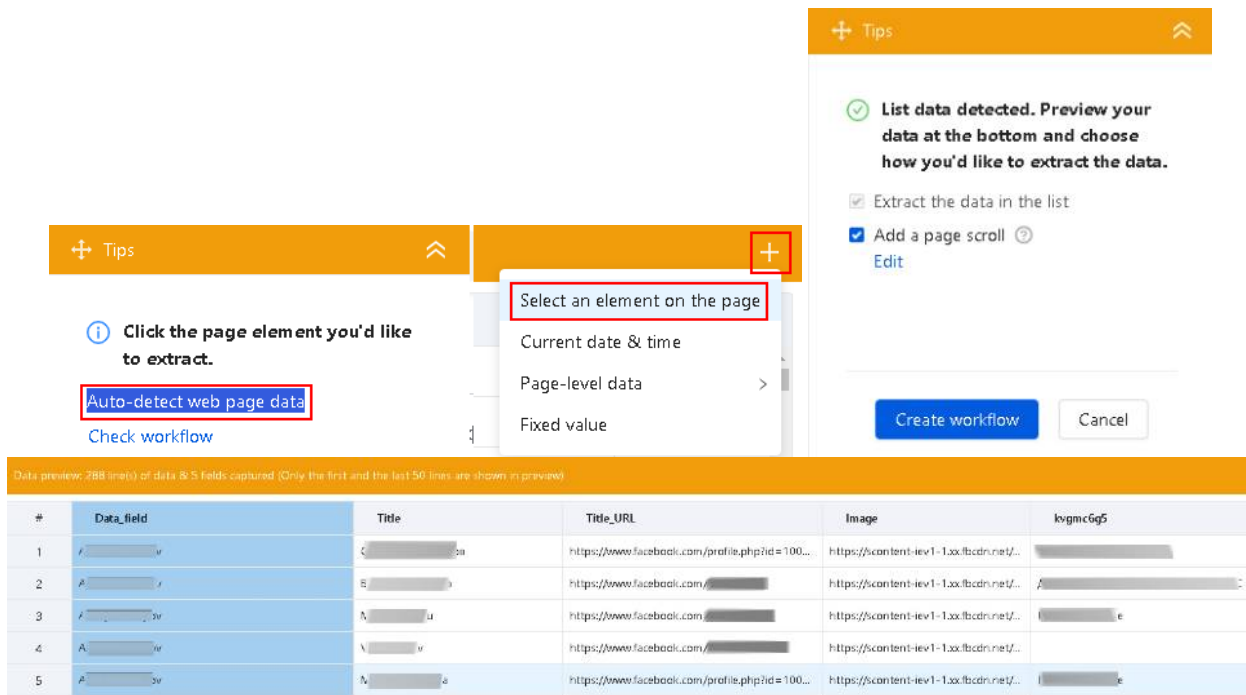 Tips
List data detected. Preview your
data at the bottom and choose
how you'd like to extract the data.
Extract the data in the list
Add a page scroll
Edit
Create workflow Cancel
Tips
Click the page element you'd like
to extract.
Auto-detect web page data
Check workflow
Select an element on the page
Current date & time
Page-level data
Fixed value
Data preview: 288 line(s) of data & 5 fields captured (Only the first and the last 50 lines are shown in preview)
# Data_field Title Title_URL Image kvgmc6g5
1 https://www.facebook.com/profile.php?id=100... https://scontent-iev1-1.xx.fbcdn.net/...
2 https://www.facebook.com/ https://scontent-iev1-1.xx.fbcdn.net/...
3 https://www.facebook.com/ https://scontent-iev1-1.xx.fbcdn.net/...
4 https://www.facebook.com/ https://scontent-iev1-1.xx.fbcdn.net/...
5 https://www.facebook.com/profile.php?id=100... https://scontent-iev1-1.xx.fbcdn.net/...